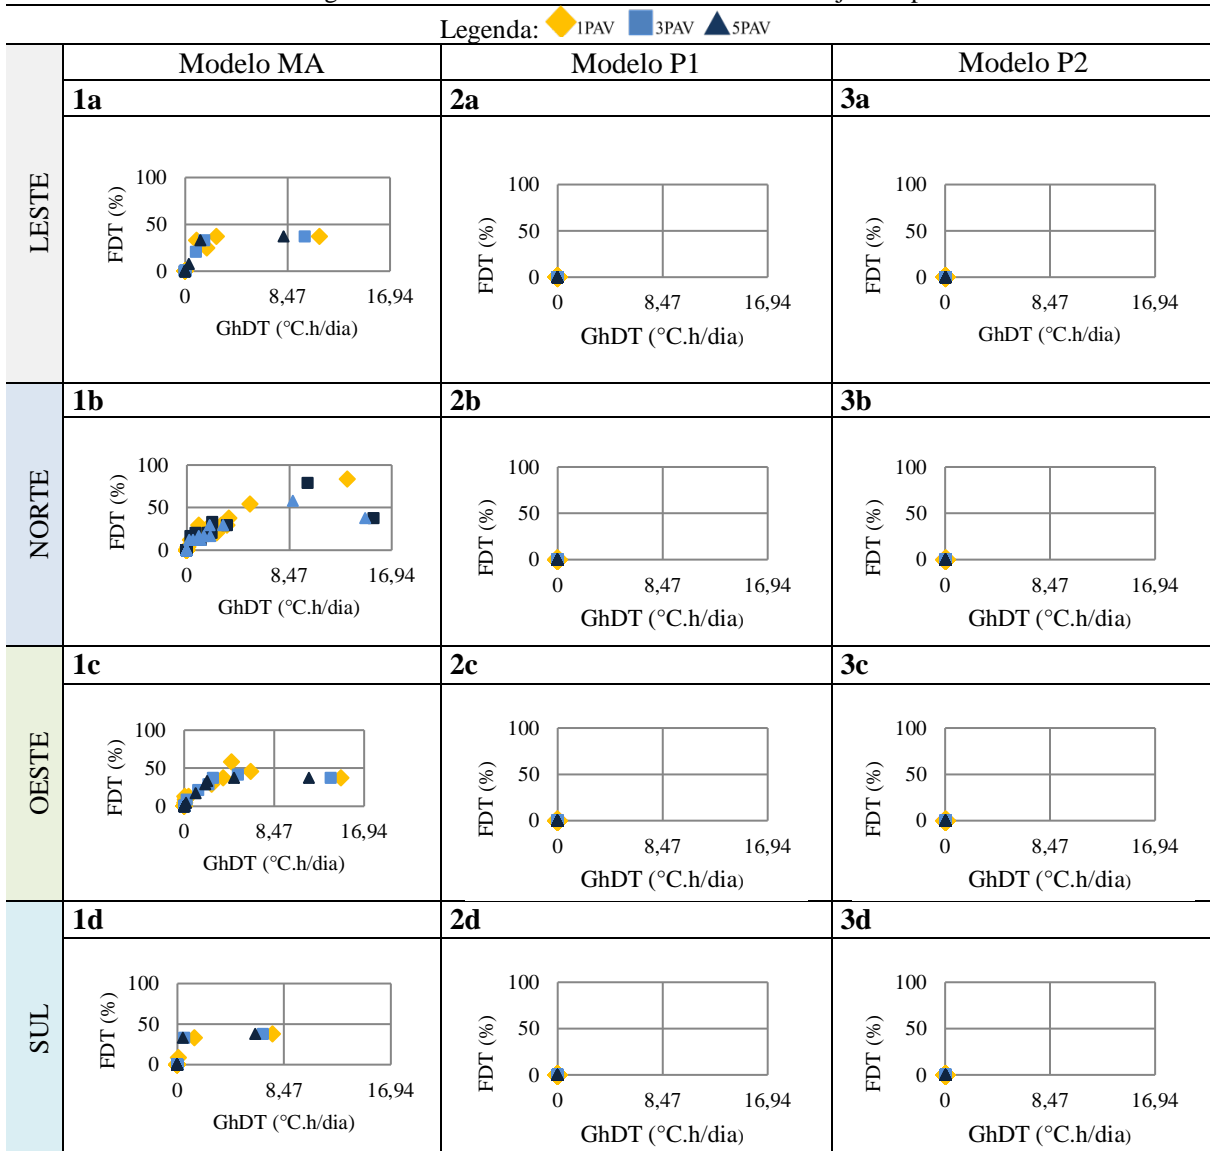 Legenda: 1PAV 3PAV 5PAV
Modelo MA Modelo P1 Modelo P2
LESTE
1a 2a 3a
FDT (%)
100
50
0
0 8,47 16,94
GhDT (°C.h/dia)
FDT (%)
100
50
0
0 8,47 16,94
GhDT (°C.h/dia)
FDT (%)
100
50
0
0 8,47 16,94
GhDT (°C.h/dia)
NORTE
1b 2b 3b
FDT (%)
100
50
0
0 8,47 16,94
GhDT (°C.h/dia)
FDT (%)
100
50
0
0 8,47 16,94
GhDT (°C.h/dia)
FDT (%)
100
50
0
0 8,47 16,94
GhDT (°C.h/dia)
OESTE
1c 2c 3c
FDT (%)
100
50
0
0 8,47 16,94
GhDT (°C.h/dia)
FDT (%)
100
50
0
0 8,47 16,94
GhDT (°C.h/dia)
FDT (%)
100
50
0
0 8,47 16,94
GhDT (°C.h/dia)
SUL
1d 2d 3d
FDT (%)
100
50
0
0 8,47 16,94
GhDT (°C.h/dia)
FDT (%)
100
50
0
0 8,47 16,94
GhDT (°C.h/dia)
FDT (%)
100
50
0
0 8,47 16,94
GhDT (°C.h/dia)